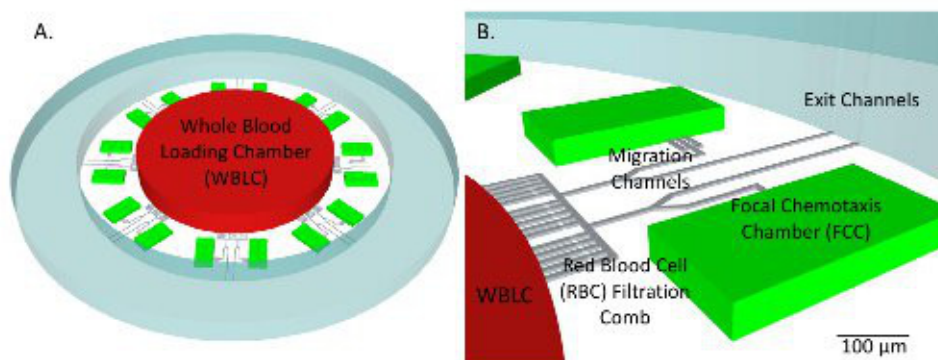 A.
Whole Blood
Loading Chamber
(WBLC)
B.
Exit Channels
Migration
Channels
Focal Chemotaxis
Chamber (FCC)
Red Blood Cell
(RBC) Filtration
Comb
WBLC
100 µm